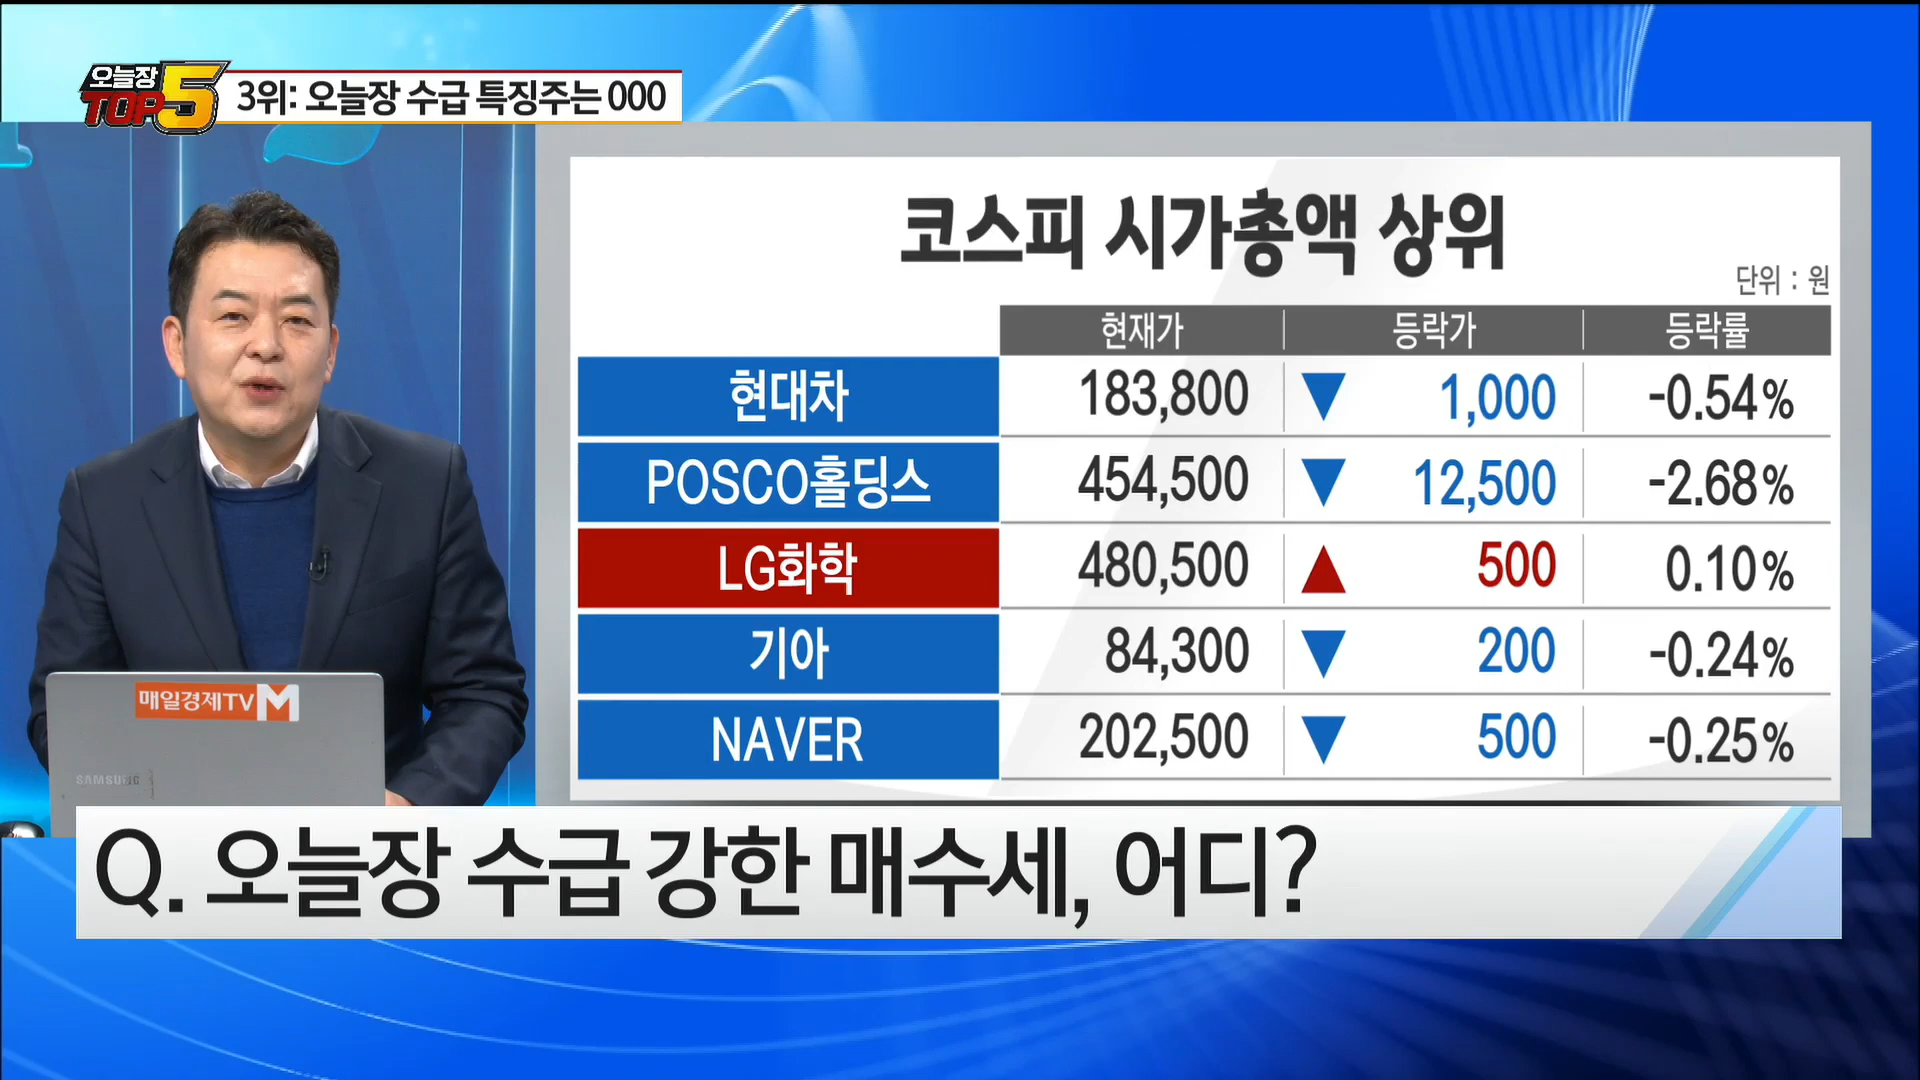 오늘장
TOP5
3위: 오늘장 수급 특징주는 000
코스피 시가총액 상위
단위 : 원
현재가 등락가 등락률
현대차 183,800 ▼ 1,000 -0.54%
POSCO홀딩스 454,500 ▼ 12,500 -2.68%
LG화학 480,500 ▲ 500 0.10%
기아 84,300 ▼ 200 -0.24%
NAVER 202,500 ▼ 500 -0.25%
매일경제TV M
SAMSUNG
Q. 오늘장 수급 강한 매수세, 어디?